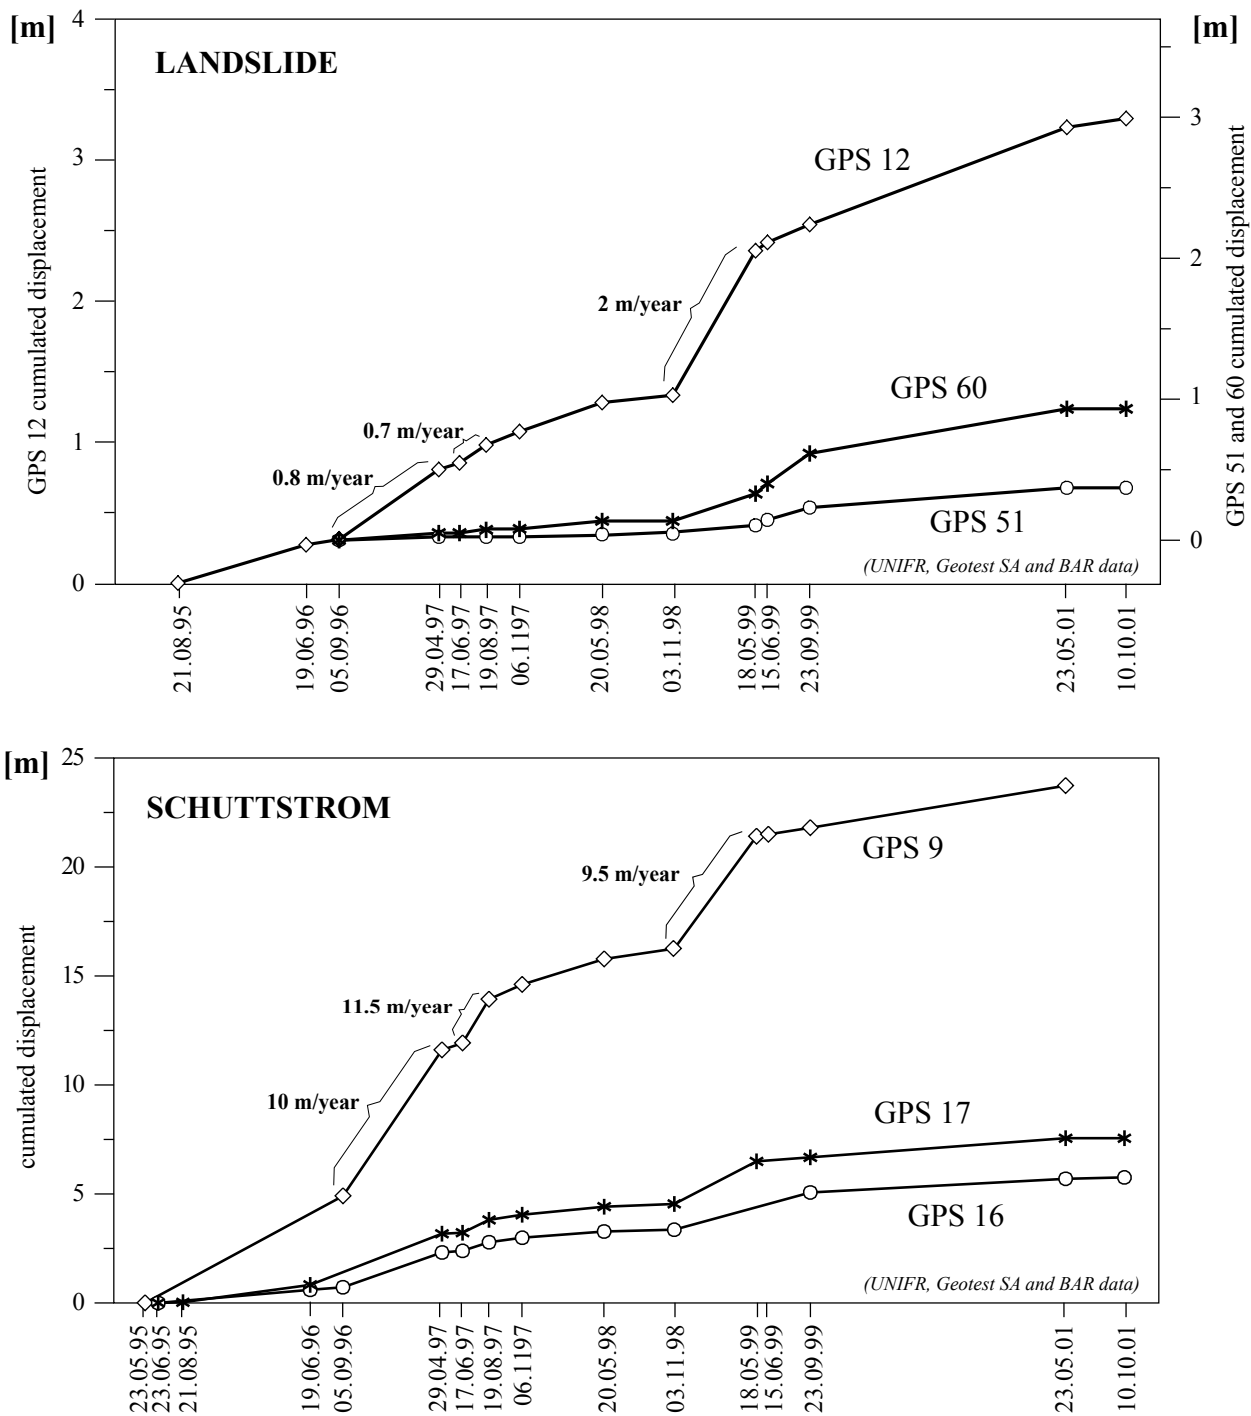 [m]
[m]
LANDSLIDE
4
3
2
1
0
3
2
1
0
GPS 12 cumulated displacement
GPS 51 and 60 cumulated displacement
GPS 12
2 m/year
GPS 60
0.7 m/year
0.8 m/year
GPS 51
(UNIFR, Geotest SA and BAR data)
21.08.95
19.06.96
05.09.96
29.04.97
17.06.97
19.08.97
06.1197
20.05.98
03.11.98
18.05.99
15.06.99
23.09.99
23.05.01
10.10.01
[m]
SCHUTTSTROM
25
20
15
10
5
0
cumulated displacement
GPS 9
9.5 m/year
11.5 m/year
10 m/year
GPS 17
GPS 16
(UNIFR, Geotest SA and BAR data)
23.05.95
23.06.95
21.08.95
19.06.96
05.09.96
29.04.97
17.06.97
19.08.97
06.1197
20.05.98
03.11.98
18.05.99
15.06.99
23.09.99
23.05.01
10.10.01